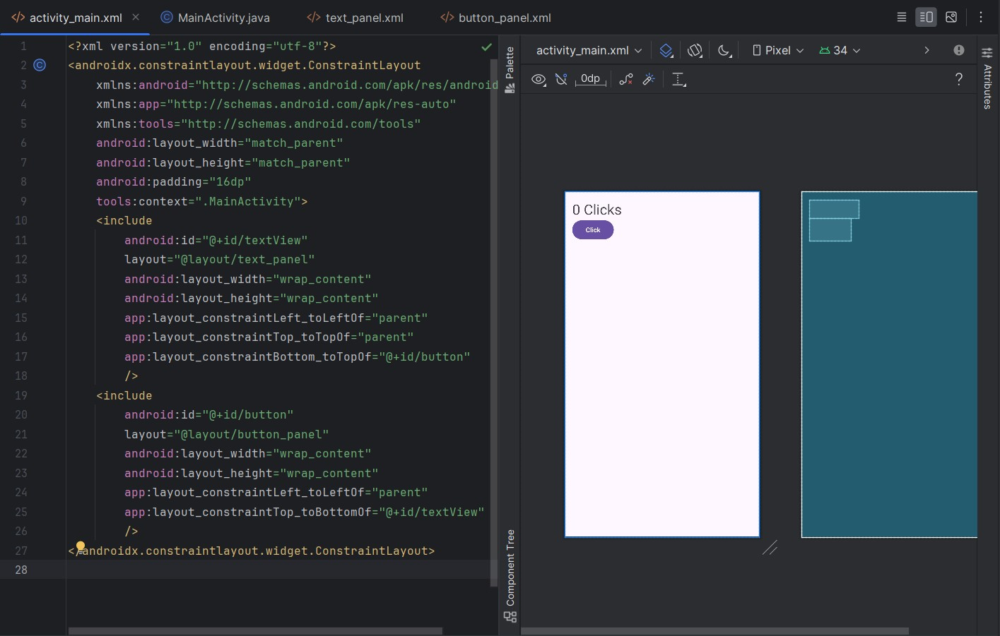 activity_main.xml MainActivity.java text_panel.xml button_panel.xml
1 <?xml version="1.0" encoding="utf-8"?>
2 <androidx.constraintlayout.widget.ConstraintLayout
3 xmlns:android="http://schemas.android.com/apk/res/android
4 xmlns:app="http://schemas.android.com/apk/res-auto"
5 xmlns:tools="http://schemas.android.com/tools"
6 android:layout_width="match_parent"
7 android:layout_height="match_parent"
8 android:padding="16dp"
9 tools:context=".MainActivity">
10 <include
11 android:id="@+id/textView"
12 layout="@layout/text_panel"
13 android:layout_width="wrap_content"
14 android:layout_height="wrap_content"
15 app:layout_constraintLeft_toLeftOf="parent"
16 app:layout_constraintTop_toTopOf="parent"
17 app:layout_constraintBottom_toTopOf="@+id/button"
18 />
19 <include
20 android:id="@+id/button"
21 layout="@layout/button_panel"
22 android:layout_width="wrap_content"
23 android:layout_height="wrap_content"
24 app:layout_constraintLeft_toLeftOf="parent"
25 app:layout_constraintTop_toBottomOf="@+id/textView"
26 />
27 </androidx.constraintlayout.widget.ConstraintLayout>
28
Palette
Component Tree
activity_main.xml Pixel 34
0dp ?
0 Clicks
Click
Attributes